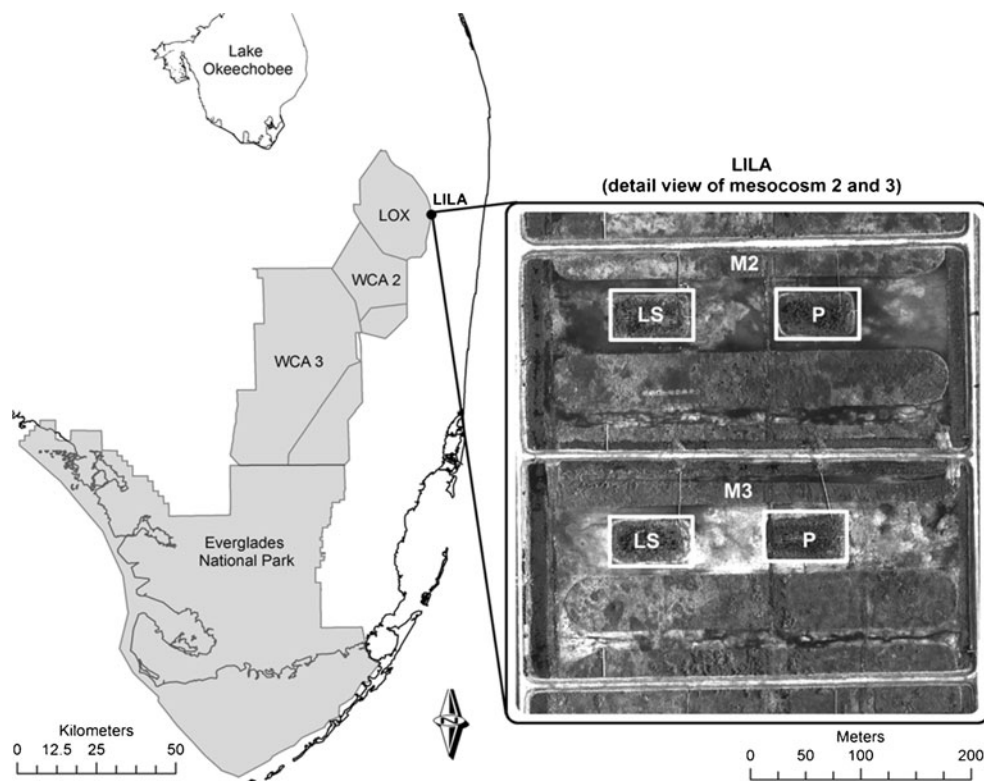 Lake
Okeechobee
LOX
LILA
WCA 2
WCA 3
Everglades
National Park
Kilometers
0 12.5 25 50
N
LILA
(detail view of mesocosm 2 and 3)
M2
LS P
M3
LS P
Meters
0 50 100 200